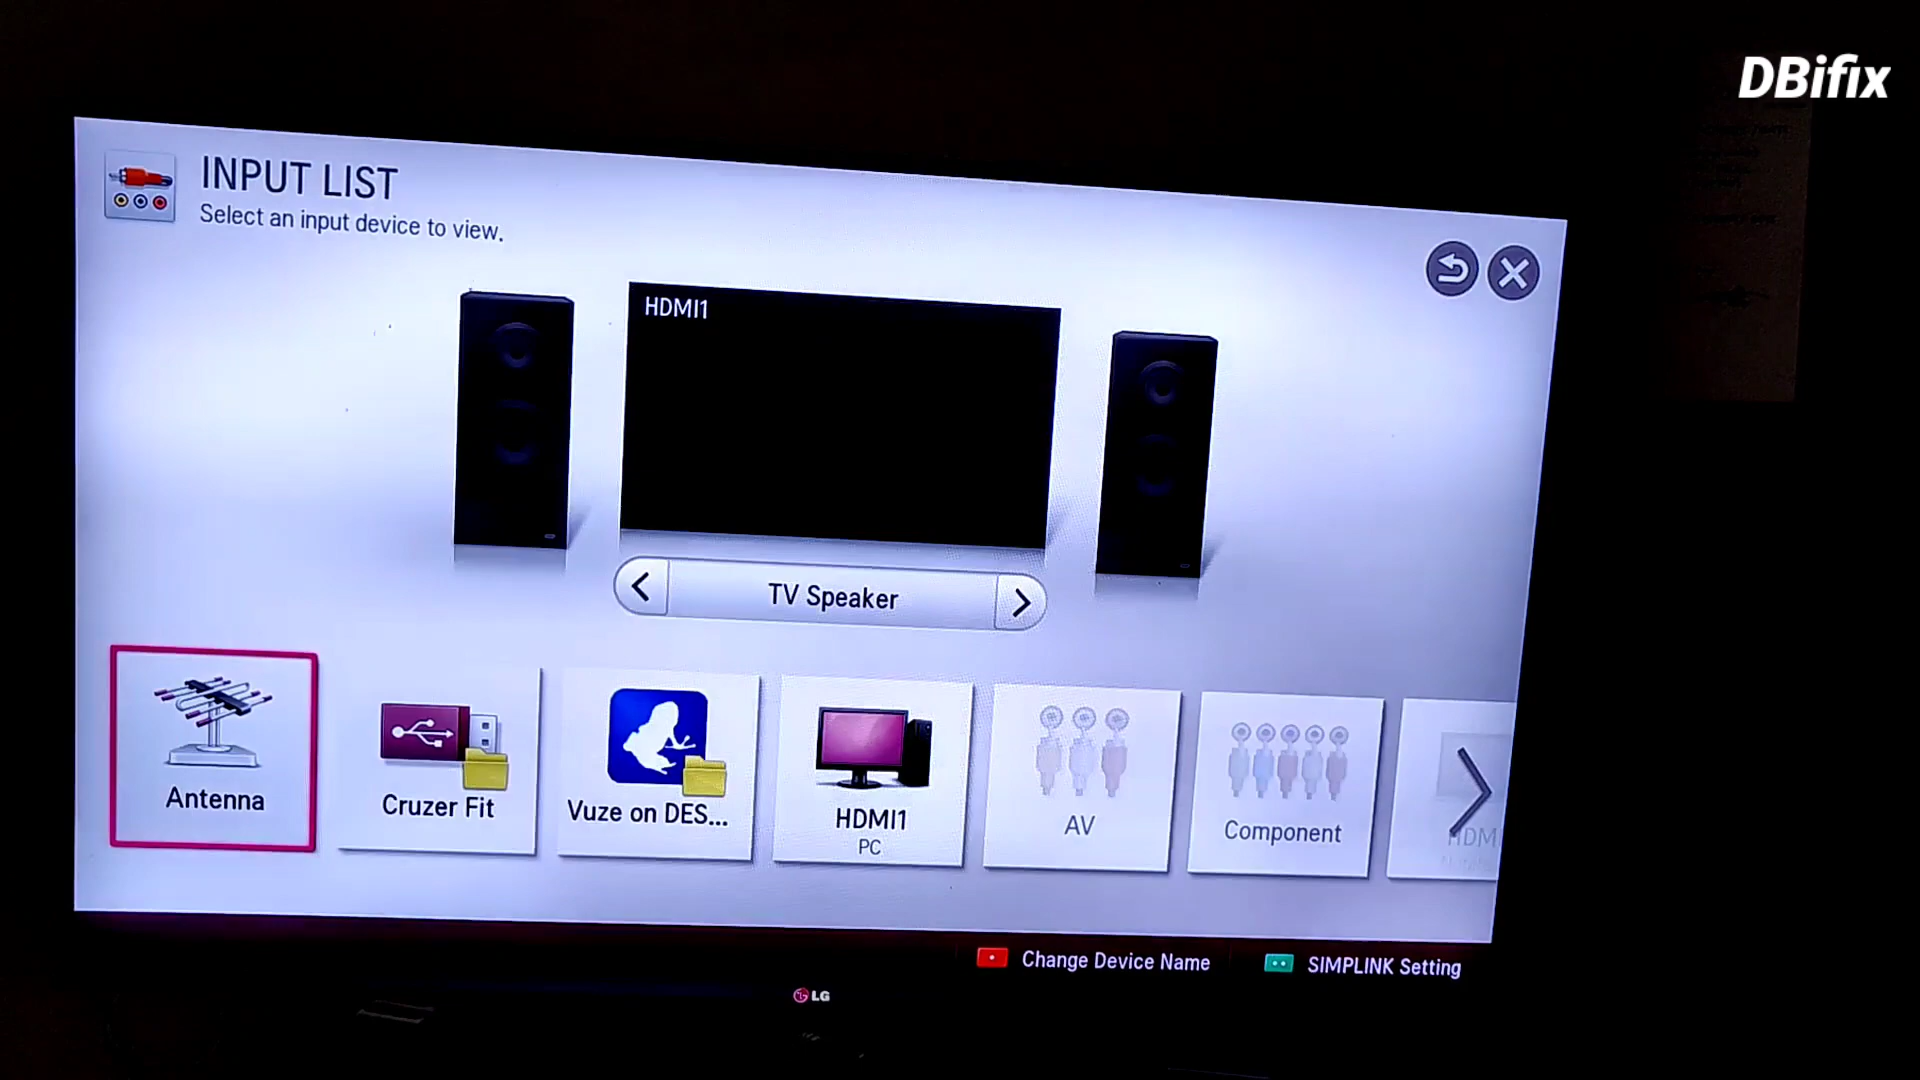 DBifix
INPUT LIST
Select an input device to view.
HDMI1
TV Speaker
Antenna
Cruzer Fit
Vuze on DES...
HDMI1
PC
AV
Component
HDMI
Change Device Name
SIMPLINK Setting
LG